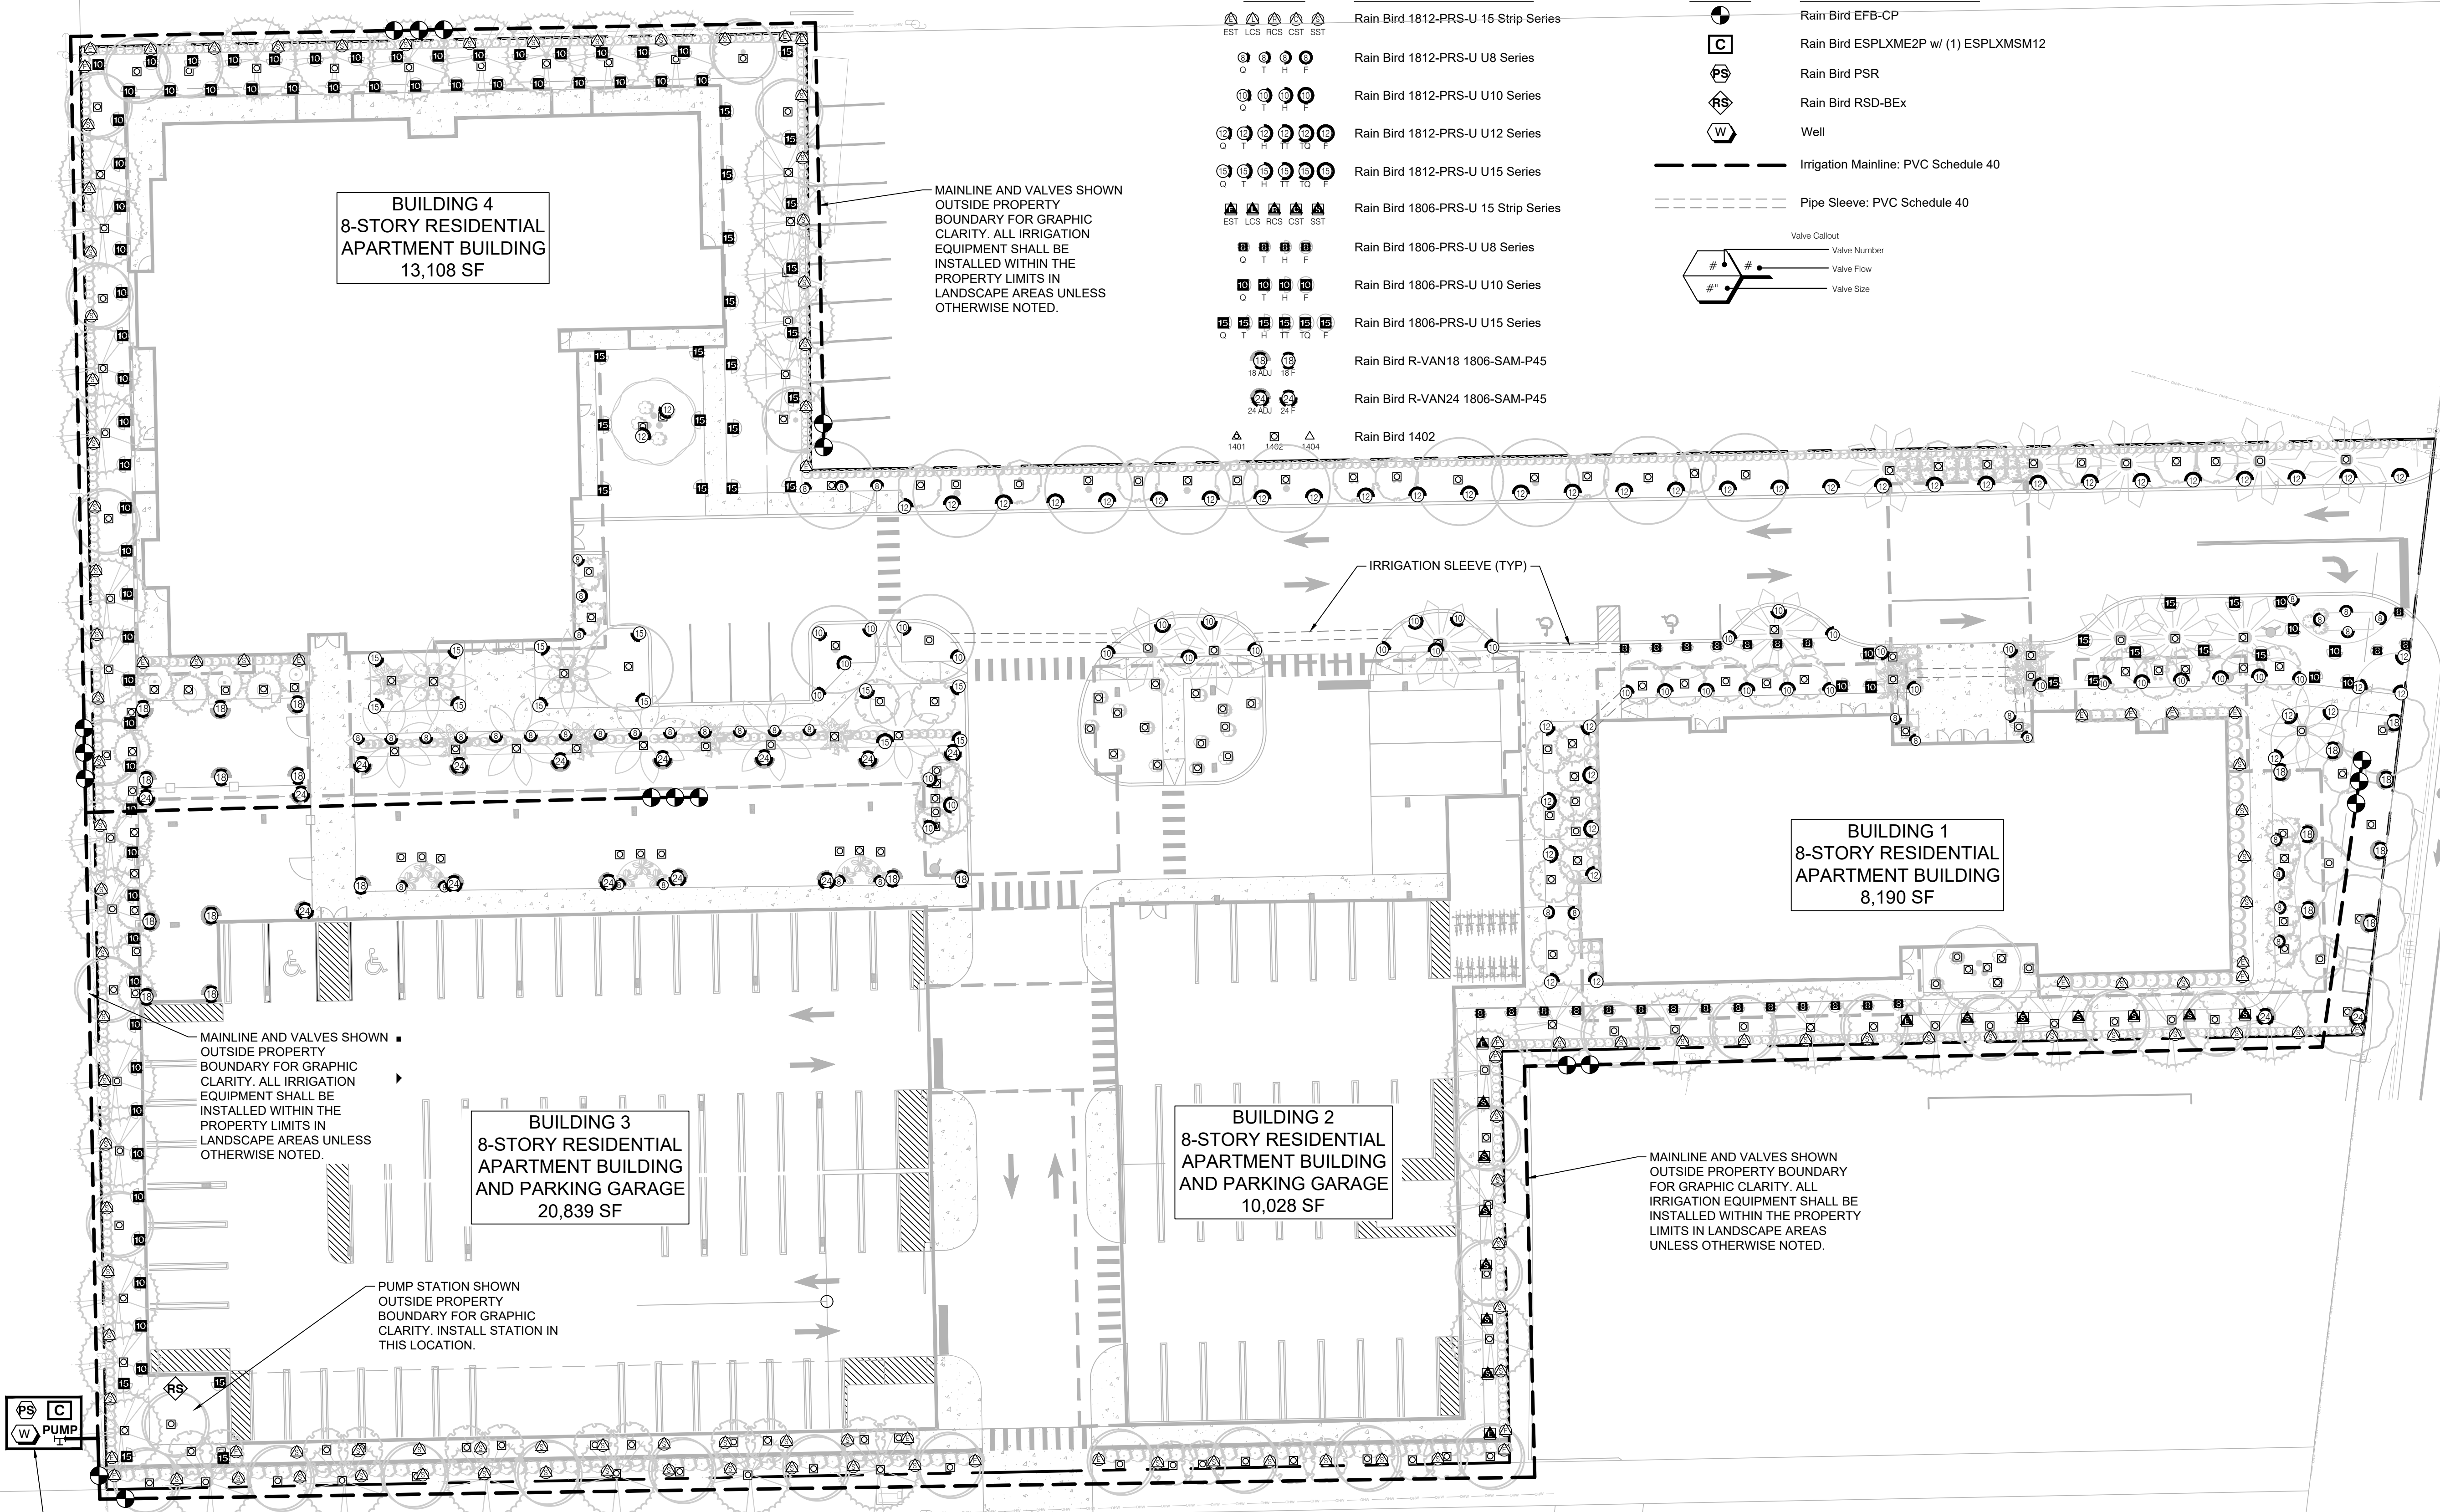 EST LCS RCS CST SST
Rain Bird 1812-PRS-U 15 Strip Series
Q T H F
Rain Bird 1812-PRS-U U8 Series
Q T H F
Rain Bird 1812-PRS-U U10 Series
Q T H TT TQ F
Rain Bird 1812-PRS-U U12 Series
Q T H TT TQ F
Rain Bird 1812-PRS-U U15 Series
EST LCS RCS CST SST
Rain Bird 1806-PRS-U 15 Strip Series
Q T H F
Rain Bird 1806-PRS-U U8 Series
Q T H F
Rain Bird 1806-PRS-U U10 Series
Q T H TT TQ F
Rain Bird 1806-PRS-U U15 Series
18 ADJ 18 F
Rain Bird R-VAN18 1806-SAM-P45
24 ADJ 24 F
Rain Bird R-VAN24 1806-SAM-P45
1401 1402 1404
Rain Bird 1402
Rain Bird EFB-CP
C
Rain Bird ESPLXME2P w/ (1) ESPLXMSM12
PS
Rain Bird PSR
RS
Rain Bird RSD-BEx
W
Well
Irrigation Mainline: PVC Schedule 40
Pipe Sleeve: PVC Schedule 40
Valve Callout
# # Valve Number
Valve Flow
#" Valve Size
BUILDING 4
8-STORY RESIDENTIAL
APARTMENT BUILDING
13,108 SF
MAINLINE AND VALVES SHOWN
OUTSIDE PROPERTY
BOUNDARY FOR GRAPHIC
CLARITY. ALL IRRIGATION
EQUIPMENT SHALL BE
INSTALLED WITHIN THE
PROPERTY LIMITS IN
LANDSCAPE AREAS UNLESS
OTHERWISE NOTED.
IRRIGATION SLEEVE (TYP)
BUILDING 1
8-STORY RESIDENTIAL
APARTMENT BUILDING
8,190 SF
MAINLINE AND VALVES SHOWN
OUTSIDE PROPERTY
BOUNDARY FOR GRAPHIC
CLARITY. ALL IRRIGATION
EQUIPMENT SHALL BE
INSTALLED WITHIN THE
PROPERTY LIMITS IN
LANDSCAPE AREAS UNLESS
OTHERWISE NOTED.
BUILDING 3
8-STORY RESIDENTIAL
APARTMENT BUILDING
AND PARKING GARAGE
20,839 SF
BUILDING 2
8-STORY RESIDENTIAL
APARTMENT BUILDING
AND PARKING GARAGE
10,028 SF
MAINLINE AND VALVES SHOWN
OUTSIDE PROPERTY BOUNDARY
FOR GRAPHIC CLARITY. ALL
IRRIGATION EQUIPMENT SHALL BE
INSTALLED WITHIN THE PROPERTY
LIMITS IN LANDSCAPE AREAS
UNLESS OTHERWISE NOTED.
PUMP STATION SHOWN
OUTSIDE PROPERTY
BOUNDARY FOR GRAPHIC
CLARITY. INSTALL STATION IN
THIS LOCATION.
RS
PS C
W PUMP